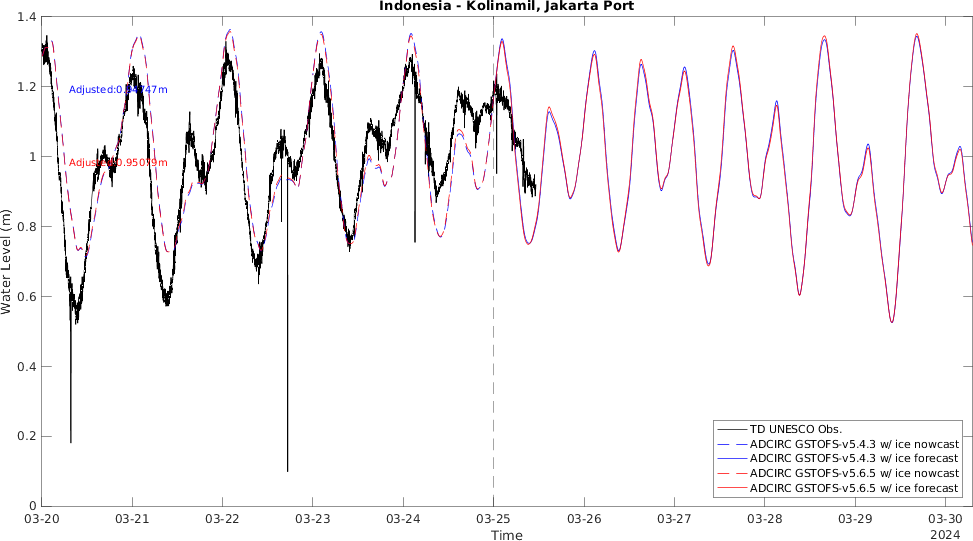 Indonesia - Kolinamil, Jakarta Port
1.4
1.2
1
0.8
0.6
0.4
0.2
0
Water Level (m)
03-20
03-21
03-22
03-23
03-24
03-25
03-26
03-27
03-28
03-29
03-30
2024
Time
TD UNESCO Obs.
ADCIRC GSTOFS-v5.4.3 w/ ice nowcast
ADCIRC GSTOFS-v5.4.3 w/ ice forecast
ADCIRC GSTOFS-v5.6.5 w/ ice nowcast
ADCIRC GSTOFS-v5.6.5 w/ ice forecast